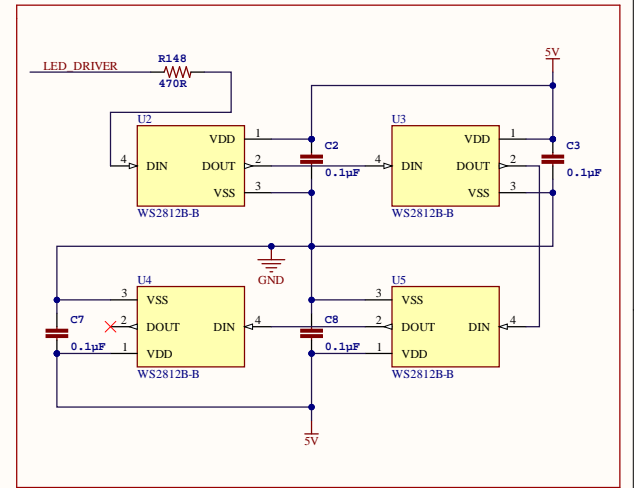 5V
R148
LED_DRIVER
470R
U2
U3
VDD 1
C2
VDD 1
C3
4 DIN DOUT 2
4 DIN DOUT 2
0.1µF
0.1µF
VSS 3
VSS 3
WS2812B-B
WS2812B-B
GND
U4
U5
3 VSS
3 VSS
C7
C8
2 DOUT DIN 4
2 DOUT DIN 4
0.1µF
0.1µF
1 VDD
1 VDD
WS2812B-B
WS2812B-B
5V